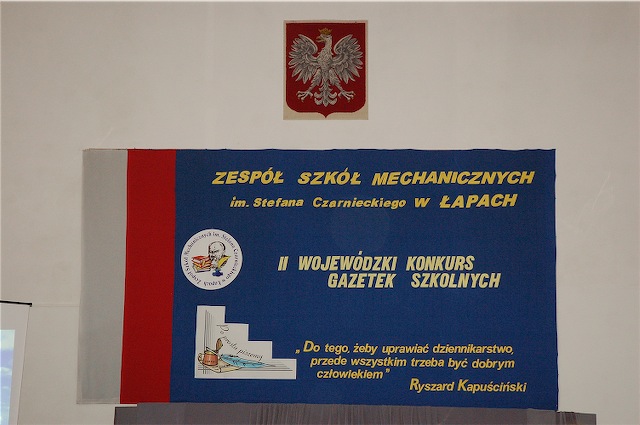 ZESPÓŁ SZKÓŁ MECHANICZNYCH
im. Stefana Czarnieckiego W ŁAPACH
II WOJEWÓDZKI KONKURS
GAZETEK SZKOLNYCH
„Do tego, żeby uprawiać dziennikarstwo,
przede wszystkim trzeba być dobrym
człowiekiem"
Ryszard Kapuściński